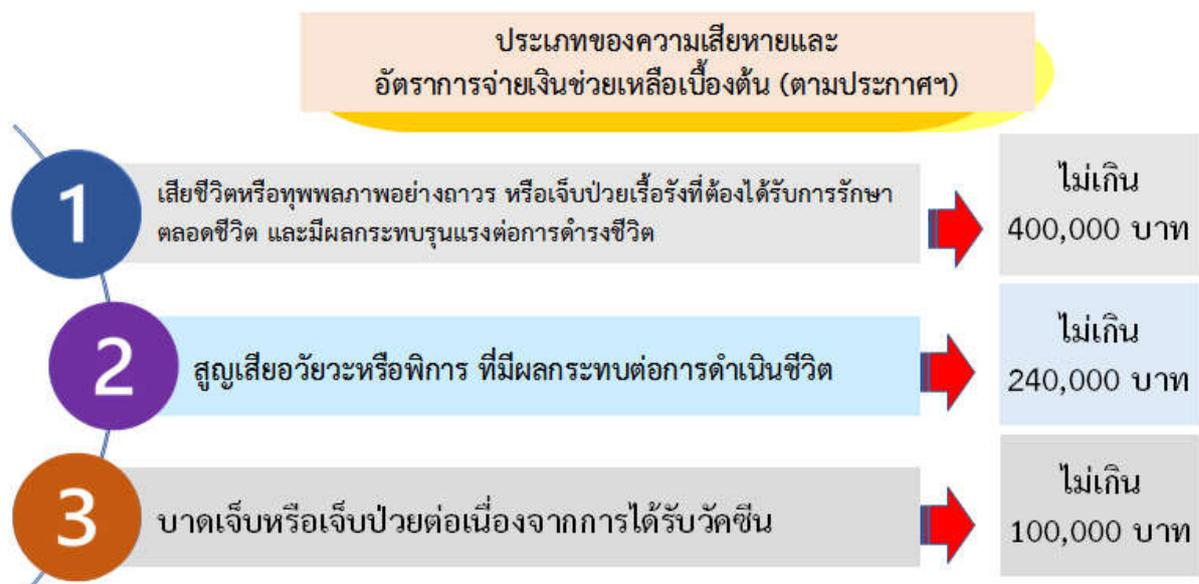 ประเภทของความเสียหายและ
อัตราการจ่ายเงินช่วยเหลือเบื้องต้น (ตามประกาศฯ)
1
เสียชีวิตหรือทุพพลภาพอย่างถาวร หรือเจ็บป่วยเรื้อรังที่ต้องได้รับการรักษา
ตลอดชีวิต และมีผลกระทบรุนแรงต่อการดำรงชีวิต
ไม่เกิน
400,000 บาท
2
สูญเสียอวัยวะหรือพิการ ที่มีผลกระทบต่อการดำเนินชีวิต
ไม่เกิน
240,000 บาท
3
บาดเจ็บหรือเจ็บป่วยต่อเนื่องจากการได้รับวัคซีน
ไม่เกิน
100,000 บาท